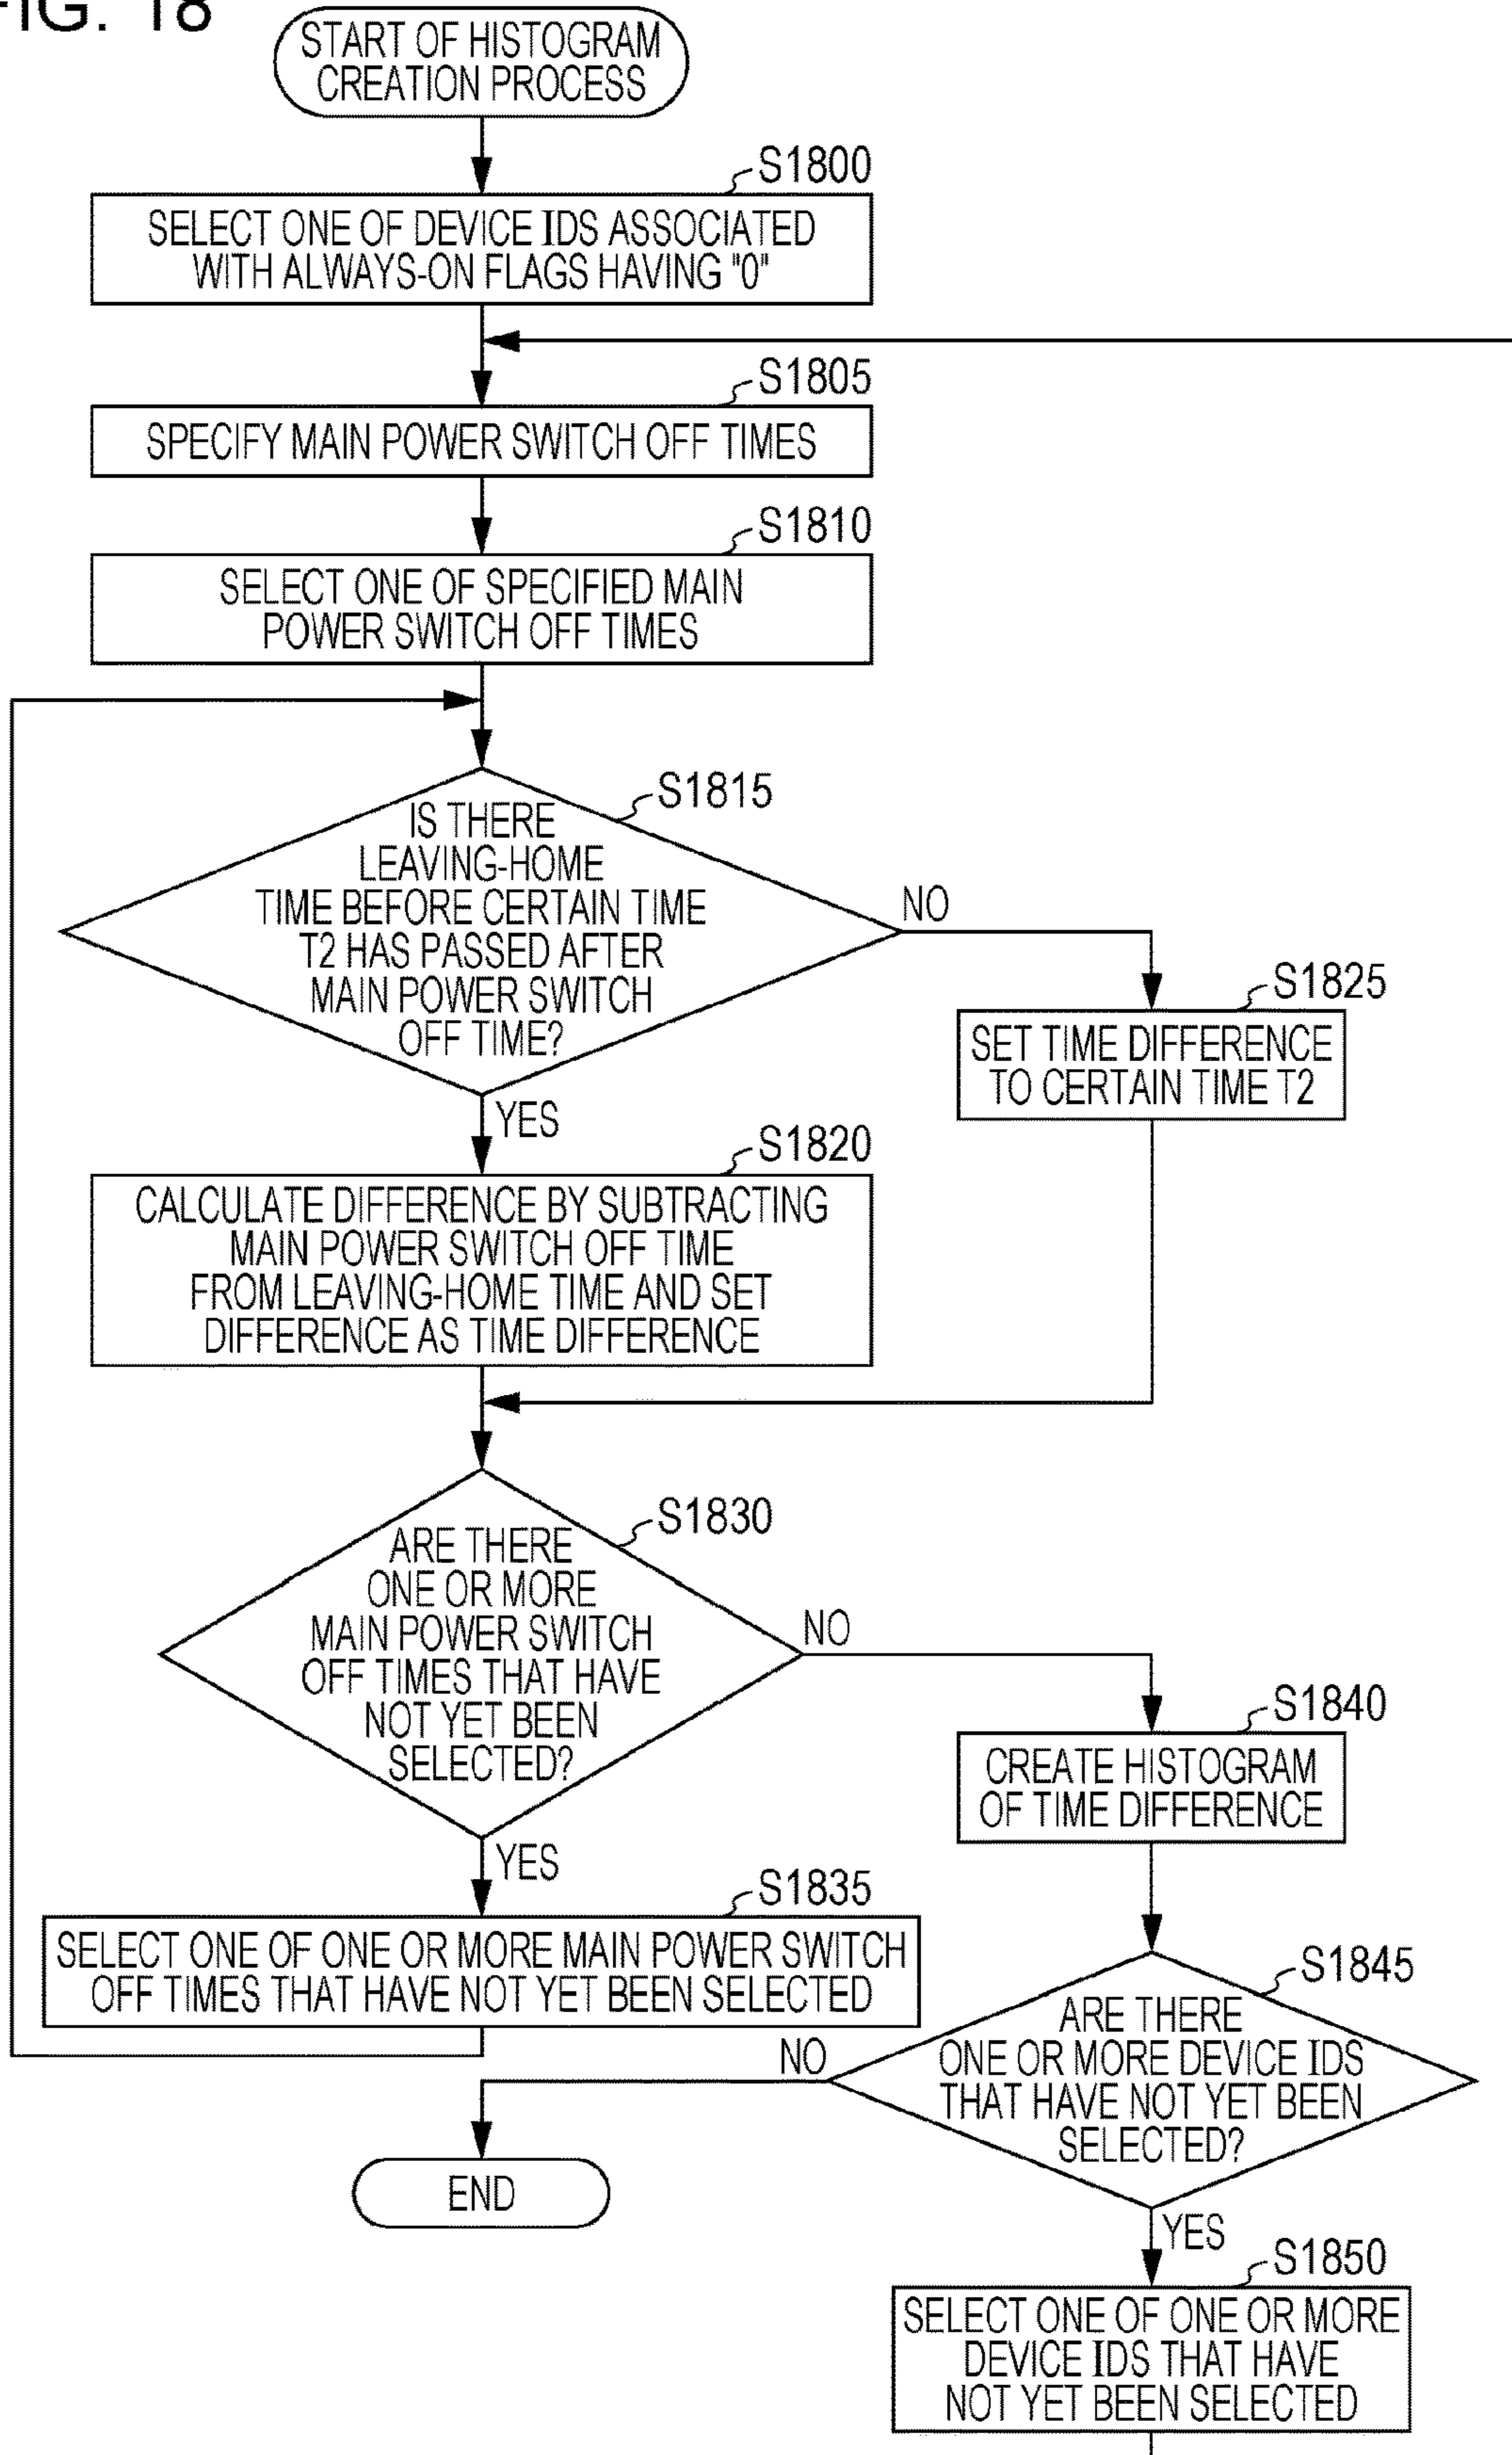 FIG. 18
START OF HISTOGRAM
CREATION PROCESS
S1800
SELECT ONE OF DEVICE IDS ASSOCIATED
WITH ALWAYS-ON FLAGS HAVING "0"
S1805
SPECIFY MAIN POWER SWITCH OFF TIMES
S1810
SELECT ONE OF SPECIFIED MAIN
POWER SWITCH OFF TIMES
S1815
IS THERE
LEAVING-HOME
TIME BEFORE CERTAIN TIME
T2 HAS PASSED AFTER
MAIN POWER SWITCH
OFF TIME?
NO
S1825
SET TIME DIFFERENCE
TO CERTAIN TIME T2
YES
S1820
CALCULATE DIFFERENCE BY SUBTRACTING
MAIN POWER SWITCH OFF TIME
FROM LEAVING-HOME TIME AND SET
DIFFERENCE AS TIME DIFFERENCE
S1830
ARE THERE
ONE OR MORE
MAIN POWER SWITCH
OFF TIMES THAT HAVE
NOT YET BEEN
SELECTED?
NO
S1840
CREATE HISTOGRAM
OF TIME DIFFERENCE
YES
S1835
SELECT ONE OF ONE OR MORE MAIN POWER SWITCH
OFF TIMES THAT HAVE NOT YET BEEN SELECTED
S1845
ARE THERE
ONE OR MORE DEVICE IDS
THAT HAVE NOT YET BEEN
SELECTED?
NO
END
YES
S1850
SELECT ONE OF ONE OR MORE
DEVICE IDS THAT HAVE
NOT YET BEEN SELECTED